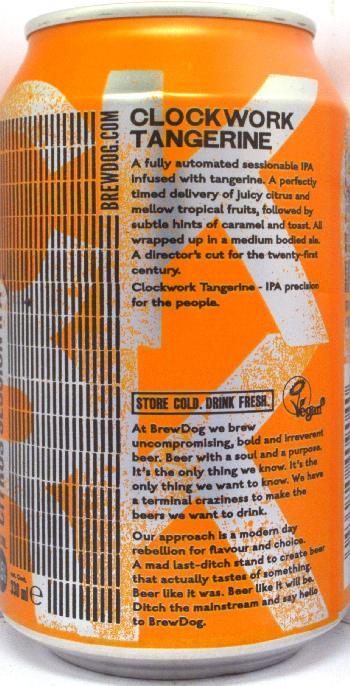 BREWDOG.COM
CLOCKWORK
TANGERINE
A fully automated sessionable IPA
infused with tangerine. A perfectly
timed delivery of juicy citrus and
mellow tropical fruits, followed by
subtle hints of caramel and toast. All
wrapped up in a medium bodied ale.
A director's cut for the twenty-first
century.
Clockwork Tangerine - IPA precision
for the people.
STORE COLD. DRINK FRESH.
Vegan
At BrewDog we brew
uncompromising, bold and irreverent
beer. Beer with a soul and a purpose.
It's the only thing we know. It's the
only thing we want to know. We have
a terminal craziness to make the
beers we want to drink.
Our approach is a modern day
rebellion for flavour and choice.
A mad last-ditch stand to create beer
that actually tastes of something.
Beer like it was. Beer like it will be.
Ditch the mainstream and say hello
to BrewDog.
330 ml e